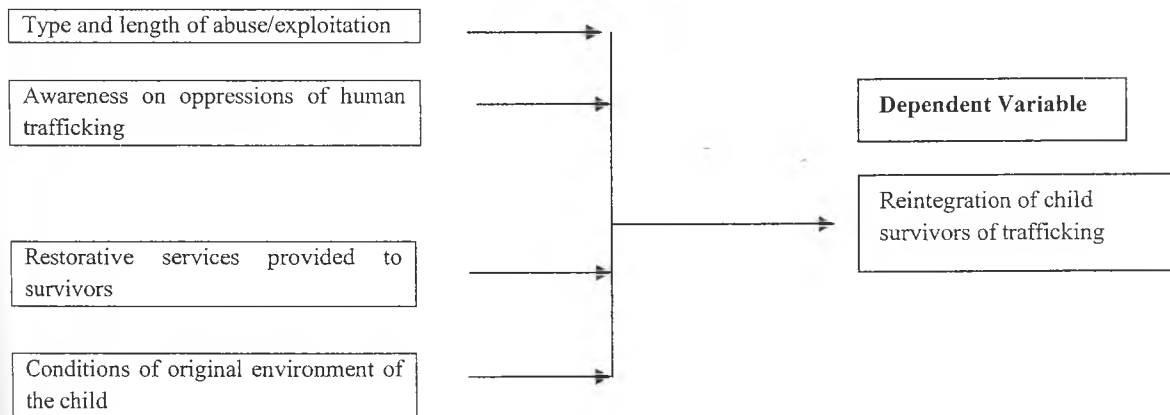 Type and length of abuse/exploitation
Awareness on oppressions of human
trafficking
Dependent Variable
Reintegration of child
survivors of trafficking
Restorative services provided to
survivors
Conditions of original environment of
the child